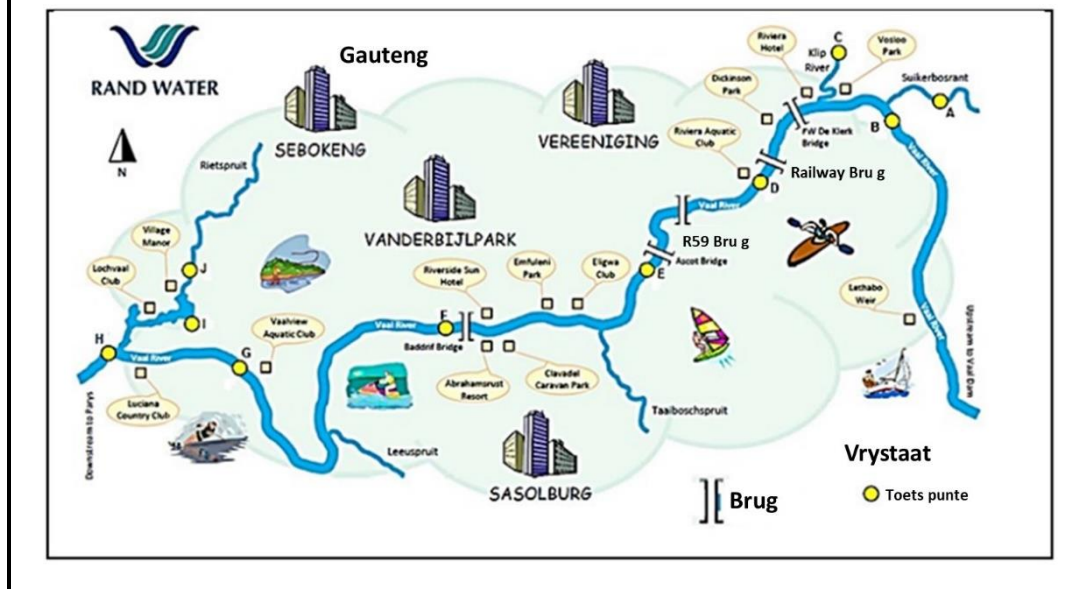 RAND WATER
N
Gauteng
SEBOKENG
VEREENIGING
VANDERBIJLPARK
SASOLBURG
Rietspruit
Village
Manor
Lochvaal
Club
J
I
H
Vaal River
G
Vaalview
Aquatic Club
Luciana
Country Club
Downstream to Parys
Leeuspruit
Vaal River
F
Baddrif Bridge
Riverside Sun
Hotel
Emfuleni
Park
Eligwa
Club
Abrahamsrust
Resort
Clavadel
Caravan Park
Taaiboschspruit
E
Ascot Bridge
R59 Bru g
Vaal River
D
Railway Bru g
Riviera Aquatic
Club
Dickinson
Park
FW De Klerk
Bridge
Riviera
Hotel
Klip
River
C
Vosloo
Park
Suikerbosrant
A
B
Vaal River
Lethabo
Weir
Vaal River
Upstream to Vaal Dam
Vrystaat
Brug
Toets punte